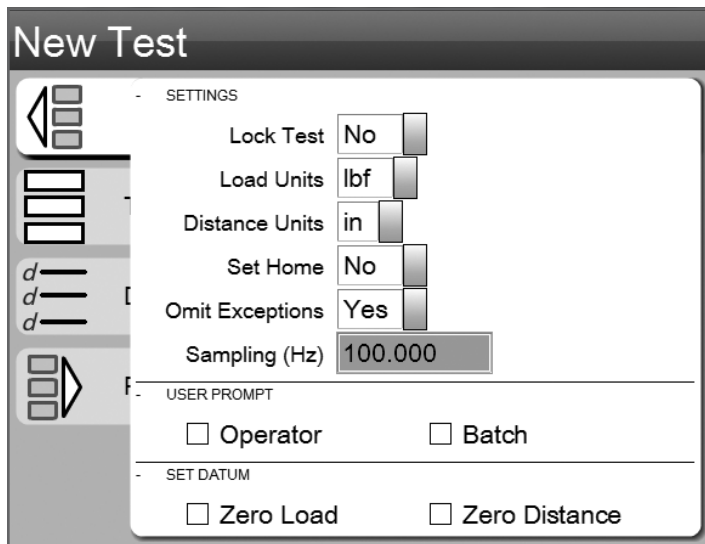 New Test
- SETTINGS
Lock Test No
Load Units lbf
Distance Units in
Set Home No
Omit Exceptions Yes
Sampling (Hz) 100.000
d
d
d
- USER PROMPT
Operator Batch
- SET DATUM
Zero Load Zero Distance